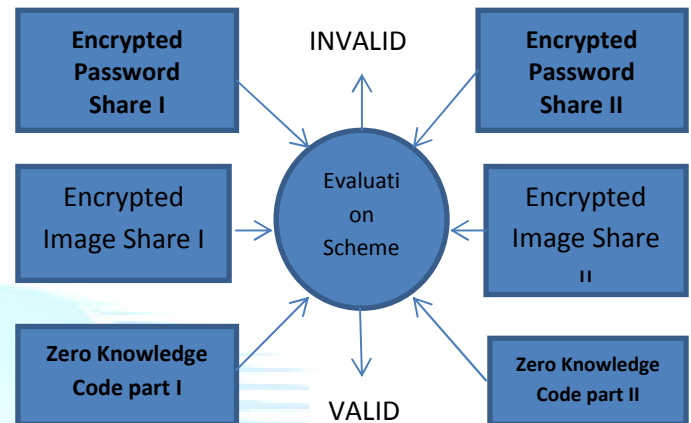 Encrypted
Password
Share I
INVALID
Encrypted
Password
Share II
Encrypted
Image Share I
Evaluati
on
Scheme
Encrypted
Image Share
II
Zero Knowledge
Code part I
VALID
Zero Knowledge
Code part II